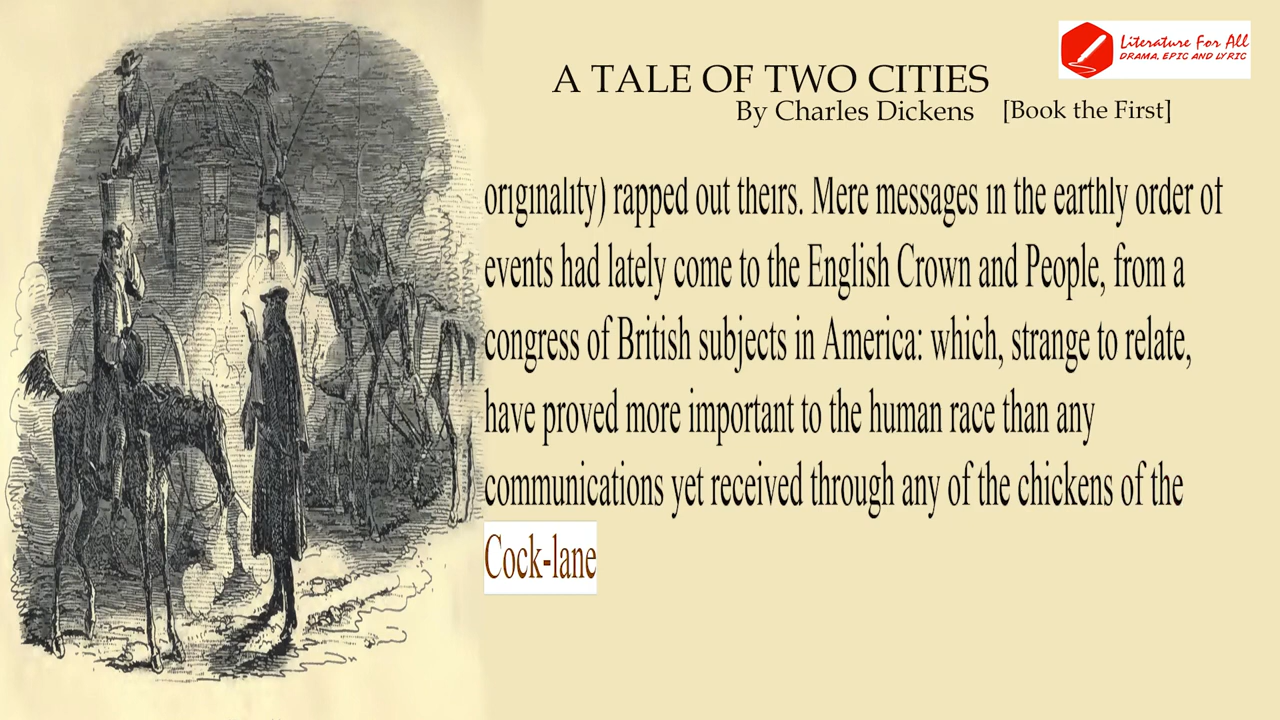 Literature For All
DRAMA, EPIC AND LYRIC
A TALE OF TWO CITIES
By Charles Dickens [Book the First]
originality) rapped out theirs. Mere messages in the earthly order of
events had lately come to the English Crown and People, from a
congress of British subjects in America: which, strange to relate,
have proved more important to the human race than any
communications yet received through any of the chickens of the
Cock-lane